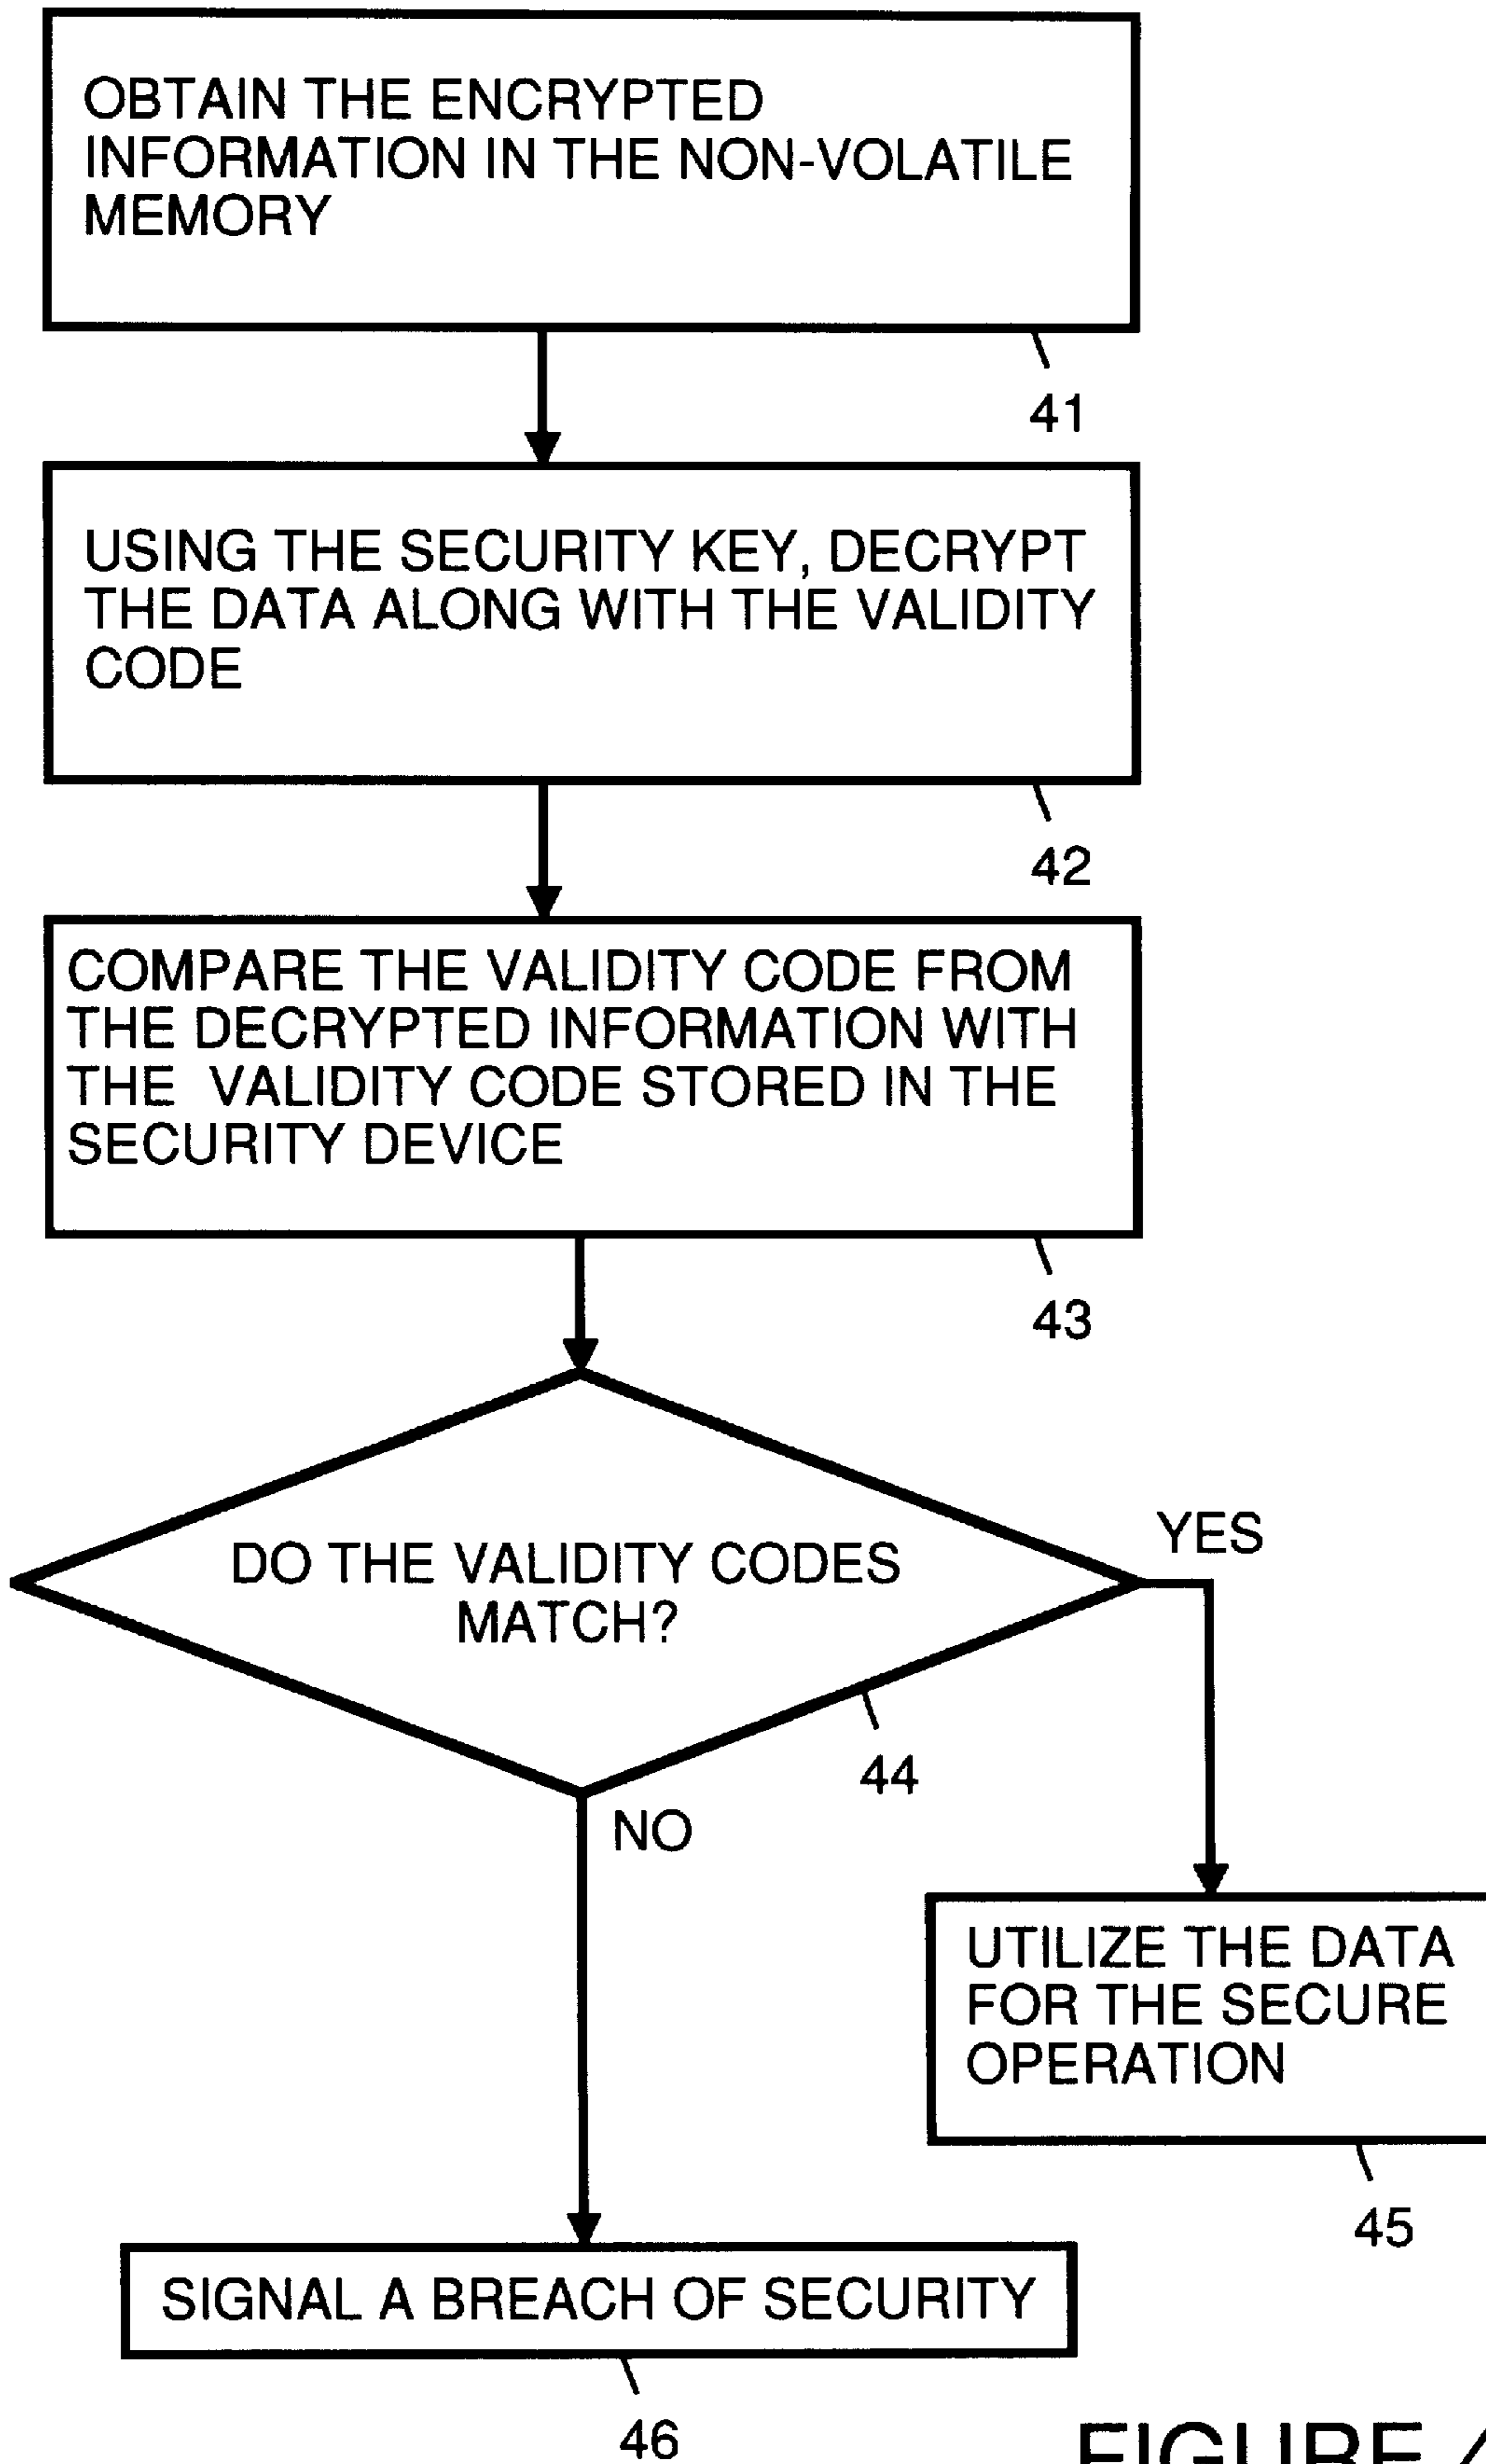 OBTAIN THE ENCRYPTED
INFORMATION IN THE NON-VOLATILE
MEMORY
41
USING THE SECURITY KEY, DECRYPT
THE DATA ALONG WITH THE VALIDITY
CODE
42
COMPARE THE VALIDITY CODE FROM
THE DECRYPTED INFORMATION WITH
THE VALIDITY CODE STORED IN THE
SECURITY DEVICE
43
DO THE VALIDITY CODES
MATCH?
YES
44
NO
UTILIZE THE DATA
FOR THE SECURE
OPERATION
45
SIGNAL A BREACH OF SECURITY
46
FIGURE